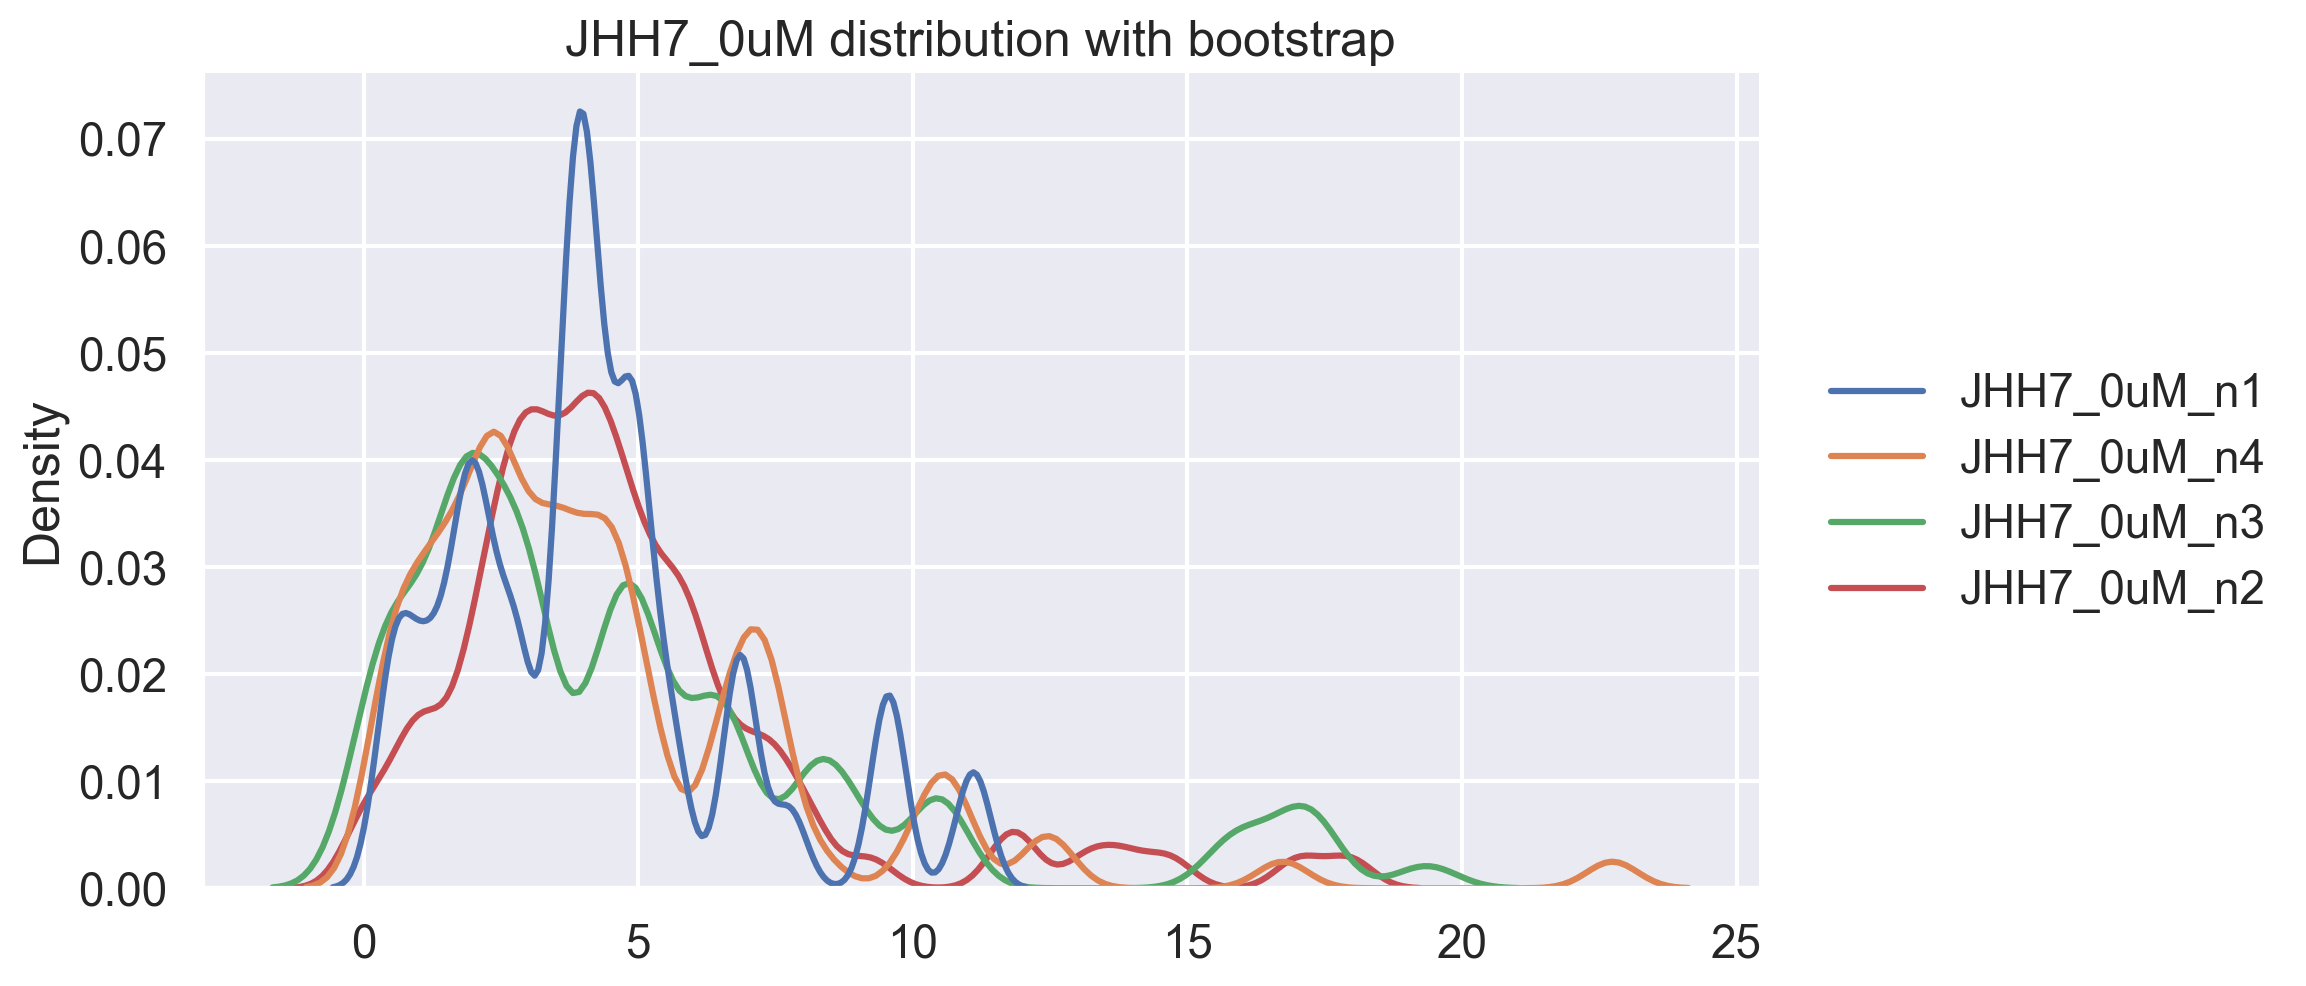 JHH7_0uM distribution with bootstrap
Density
0.07
0.06
0.05
0.04
0.03
0.02
0.01
0.00
0 5 10 15 20 25
JHH7_0uM_n1
JHH7_0uM_n4
JHH7_0uM_n3
JHH7_0uM_n2